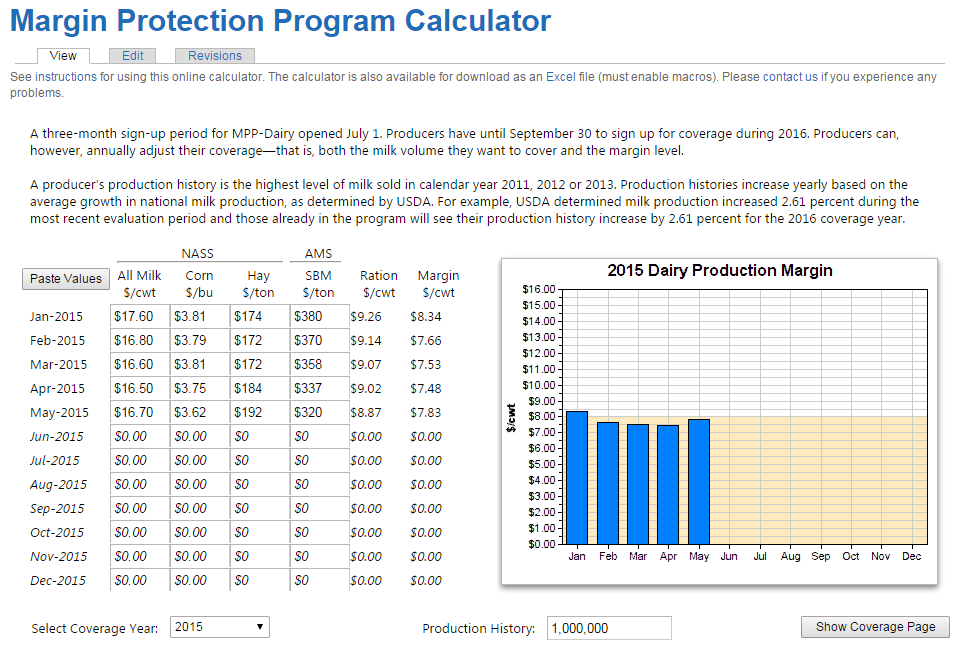 Margin Protection Program Calculator
View Edit Revisions
See instructions for using this online calculator. The calculator is also available for download as an Excel file (must enable macros). Please contact us if you experience any
problems.
A three-month sign-up period for MPP-Dairy opened July 1. Producers have until September 30 to sign up for coverage during 2016. Producers can,
however, annually adjust their coverage—that is, both the milk volume they want to cover and the margin level.
A producer's production history is the highest level of milk sold in calendar year 2011, 2012 or 2013. Production histories increase yearly based on the
average growth in national milk production, as determined by USDA. For example, USDA determined milk production increased 2.61 percent during the
most recent evaluation period and those already in the program will see their production history increase by 2.61 percent for the 2016 coverage year.
NASS AMS
Paste Values All Milk Corn Hay SBM Ration Margin
$/cwt $/bu $/ton $/ton $/cwt $/cwt
Jan-2015 $17.60 $3.81 $174 $380 $9.26 $8.34
Feb-2015 $16.80 $3.79 $172 $370 $9.14 $7.66
Mar-2015 $16.60 $3.81 $172 $358 $9.07 $7.53
Apr-2015 $16.50 $3.75 $184 $337 $9.02 $7.48
May-2015 $16.70 $3.62 $192 $320 $8.87 $7.83
Jun-2015 $0.00 $0.00 $0 $0 $0.00 $0.00
Jul-2015 $0.00 $0.00 $0 $0 $0.00 $0.00
Aug-2015 $0.00 $0.00 $0 $0 $0.00 $0.00
Sep-2015 $0.00 $0.00 $0 $0 $0.00 $0.00
Oct-2015 $0.00 $0.00 $0 $0 $0.00 $0.00
Nov-2015 $0.00 $0.00 $0 $0 $0.00 $0.00
Dec-2015 $0.00 $0.00 $0 $0 $0.00 $0.00
2015 Dairy Production Margin
$16.00
$15.00
$14.00
$13.00
$12.00
$11.00
$10.00
$9.00
$8.00
$7.00
$6.00
$5.00
$4.00
$3.00
$2.00
$1.00
$0.00
$/cwt
Jan Feb Mar Apr May Jun Jul Aug Sep Oct Nov Dec
Select Coverage Year: 2015 Production History: 1,000,000 Show Coverage Page